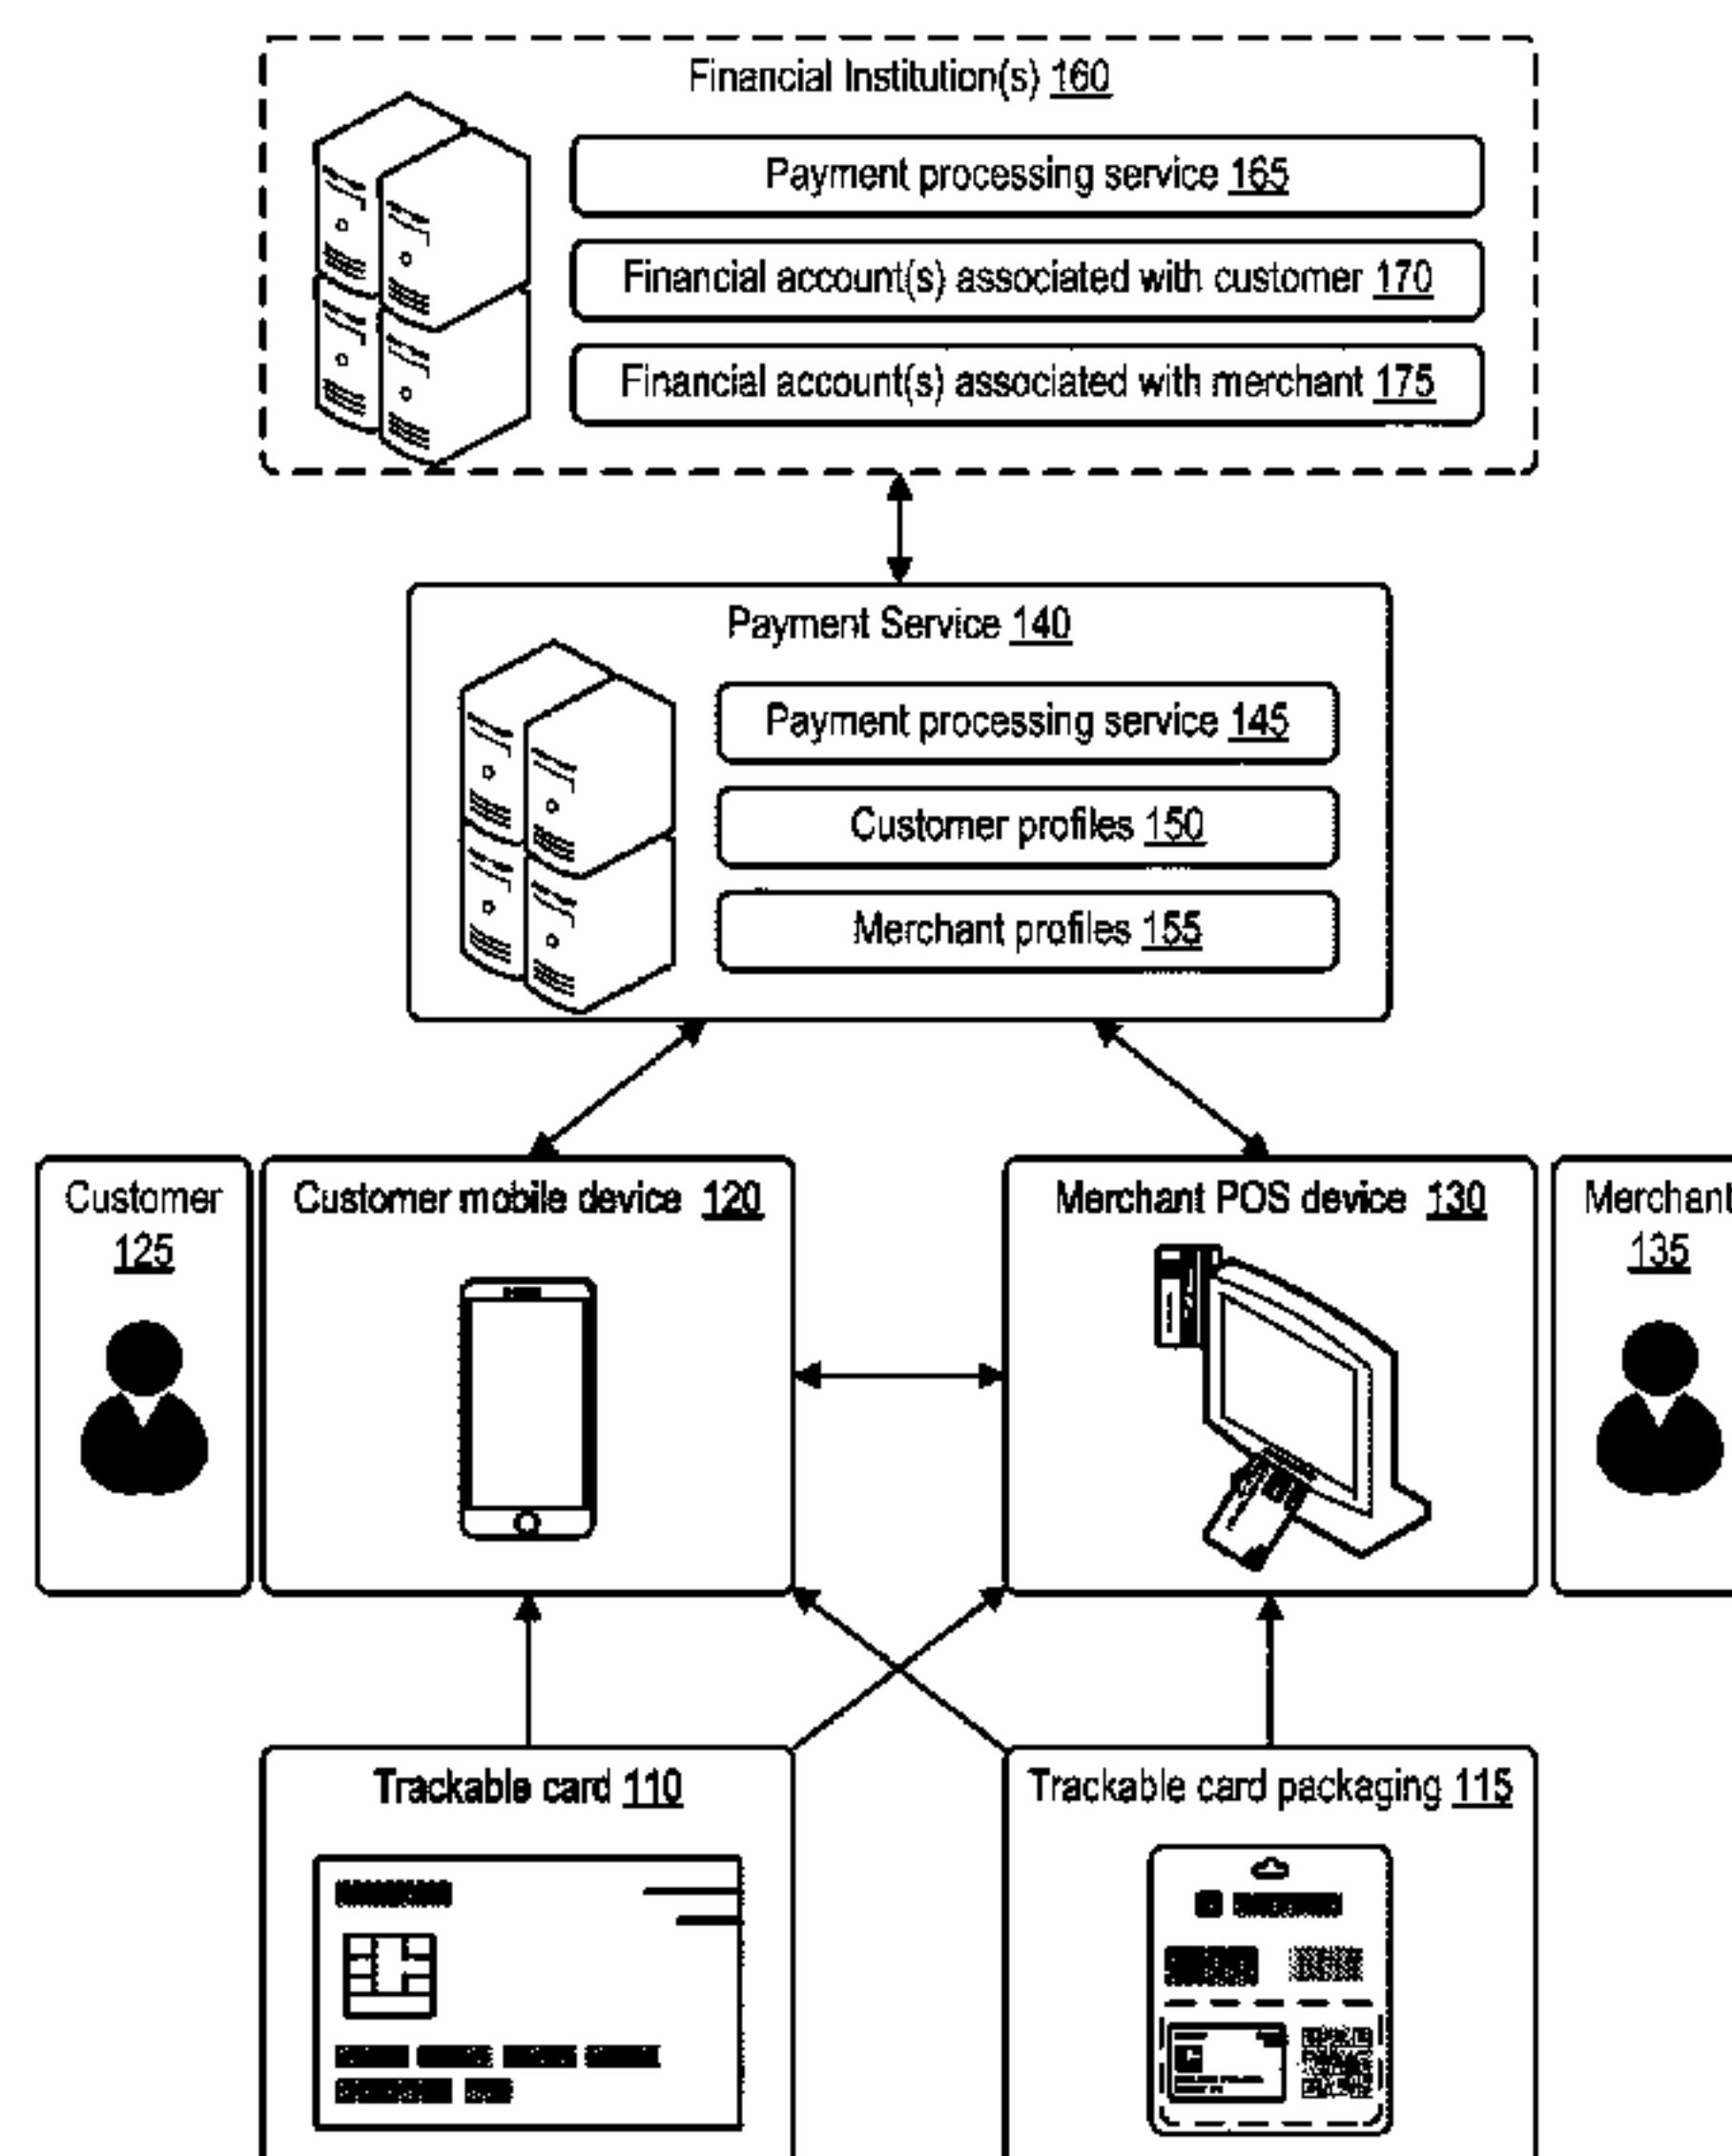 Financial Institution(s) 160
Payment processing service 165
Financial account(s) associated with customer 170
Financial account(s) associated with merchant 175
Payment Service 140
Payment processing service 145
Customer profiles 150
Merchant profiles 155
Customer
125
Customer mobile device 120
Merchant POS device 130
Merchant
135
Trackable card 110
Trackable card packaging 115